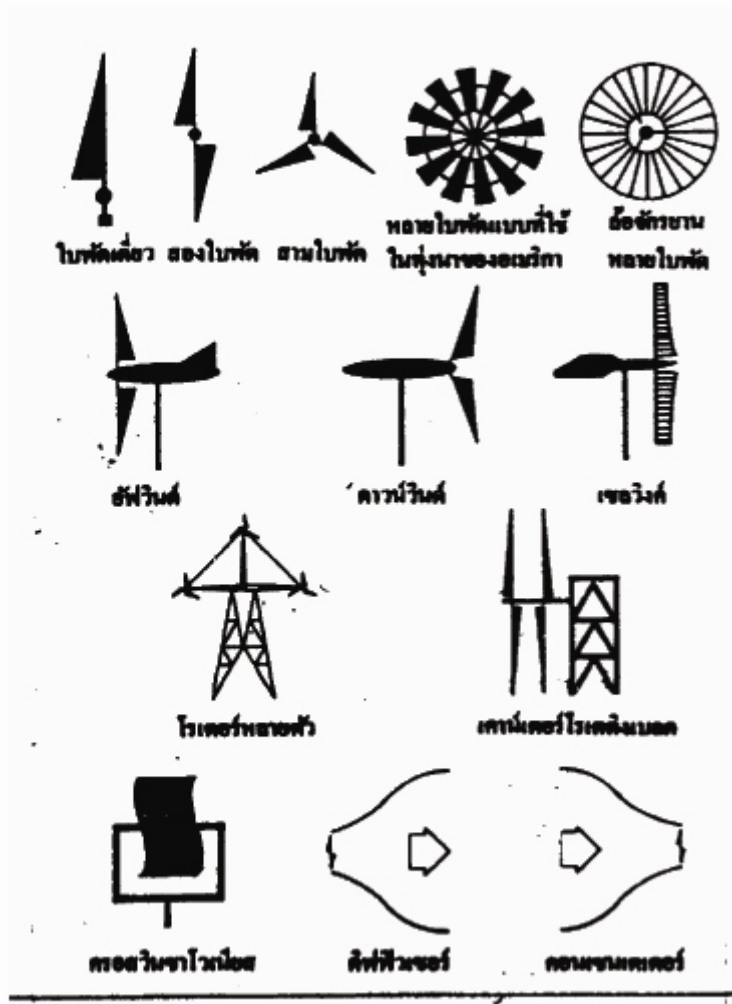 ใบพัดเดี่ยว สองใบพัด สามใบพัด
หลายใบพัดแบบที่ใช้
ในทุ่งนาของอเมริกา
ล้อจักรยาน
หลายใบพัด
อัฟวินด์ ดาวน์วินด์ เซลวิงค์
โรเตอร์หลายตัว เคาน์เตอร์โรเตติงเบลด
ครอสวินซาโวเนียส ดิฟฟิวเซอร์ คอนเซนเตเตอร์